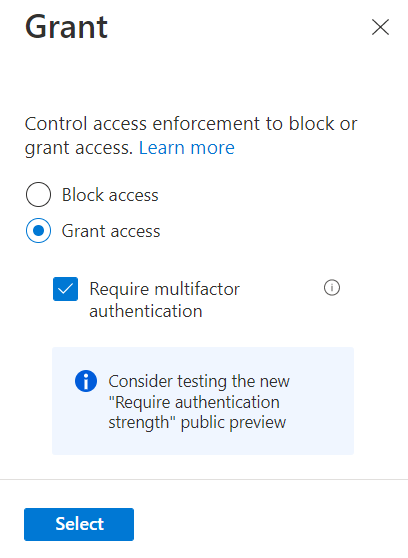 Grant
Control access enforcement to block or
grant access. Learn more
Block access
Grant access
Require multifactor
authentication
Consider testing the new
"Require authentication
strength" public preview
Select